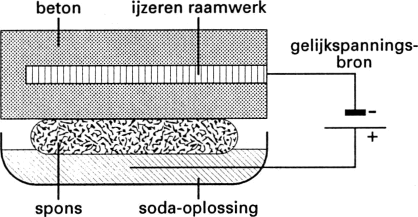 beton
ijzeren raamwerk
gelijkspannings-
bron
-
+
spons
soda-oplossing